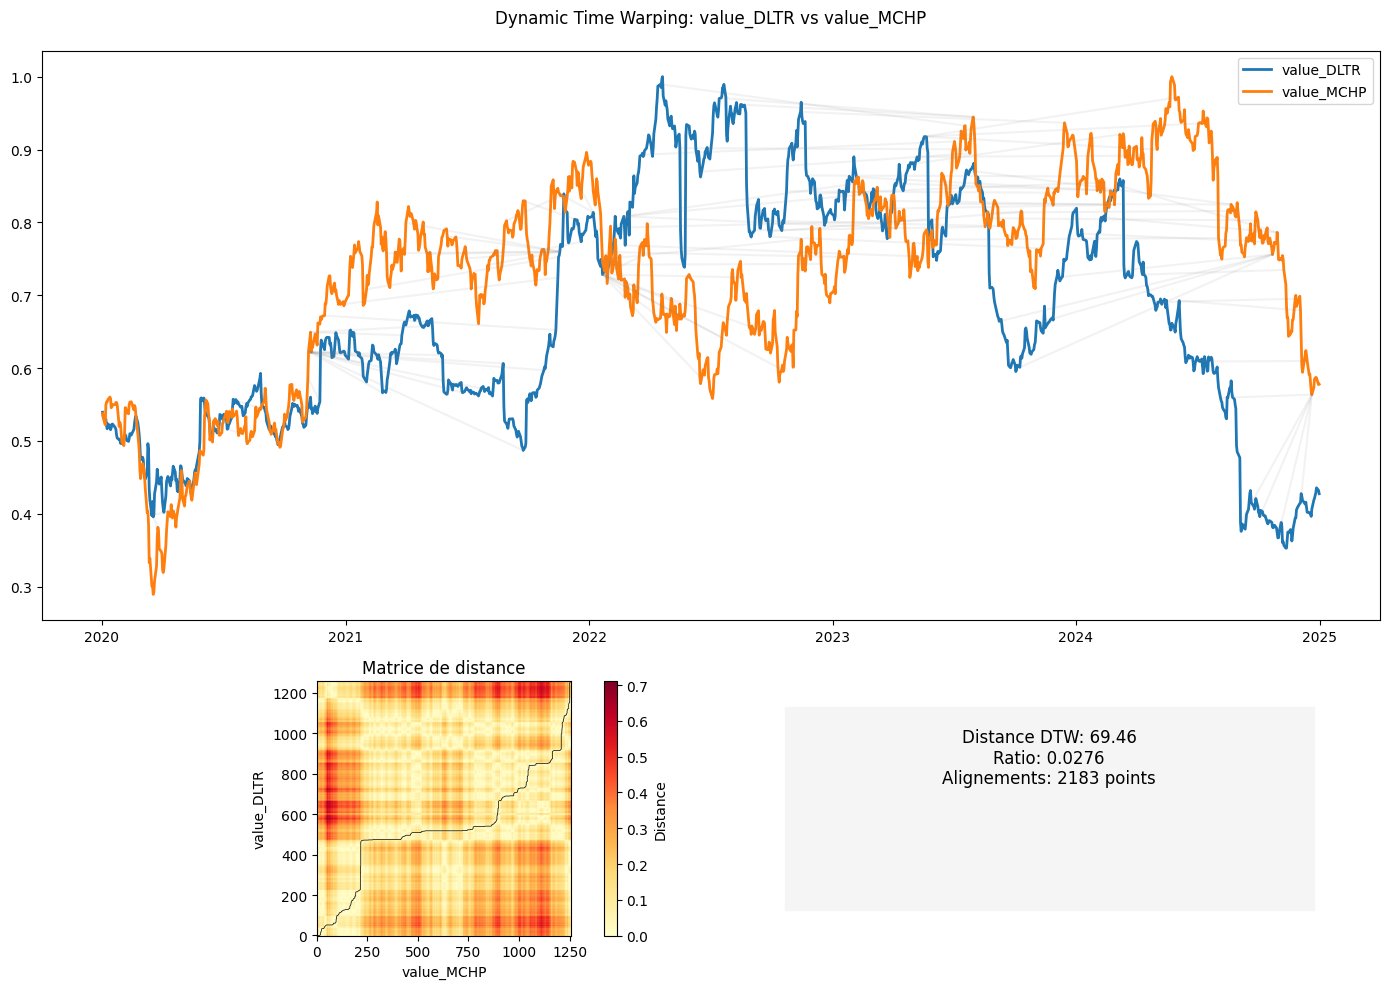 Dynamic Time Warping: value_DLTR vs value_MCHP
value_DLTR
value_MCHP
1.0
0.9
0.8
0.7
0.6
0.5
0.4
0.3
2020 2021 2022 2023 2024 2025
Matrice de distance
value_DLTR
1200
1000
800
600
400
200
0
0 250 500 750 1000 1250
value_MCHP
0.7
0.6
0.5
0.4
0.3
0.2
0.1
0.0
Distance
Distance DTW: 69.46
Ratio: 0.0276
Alignements: 2183 points